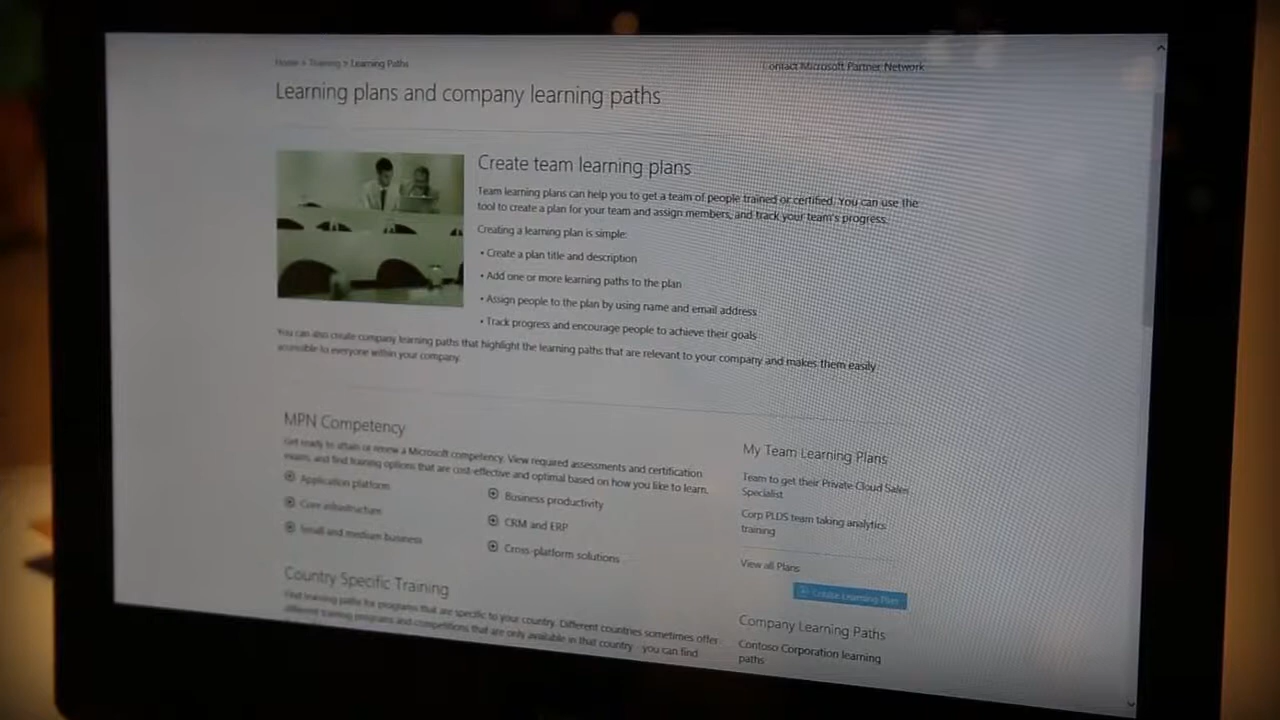 Home > Training > Learning Paths
Contact Microsoft Partner Network
Learning plans and company learning paths
Create team learning plans
Team learning plans can help you to get a team of people trained or certified. You can use the
tool to create a plan for your team and assign members, and track your team's progress.
Creating a learning plan is simple:
• Create a plan title and description
• Add one or more learning paths to the plan
• Assign people to the plan by using name and email address
• Track progress and encourage people to achieve their goals
You can also create company learning paths that highlight the learning paths that are relevant to your company and makes them easily
accessible to everyone within your company.
MPN Competency
Get ready to attain or renew a Microsoft competency. View required assessments and certification
exams, and find training options that are cost-effective and optimal based on how you like to learn.
Application platform
Core infrastructure
Small and medium business
Business productivity
CRM and ERP
Cross-platform solutions
Country Specific Training
Find learning paths for programs that are specific to your country. Different countries sometimes offer
different training programs and competitions that are only available in that country you can find
My Team Learning Plans
Team to get their Private Cloud Sales
Specialist
Corp PLDS team taking analytics
training
View all Plans
Create Learning Plan
Company Learning Paths
Contoso Corporation learning
paths